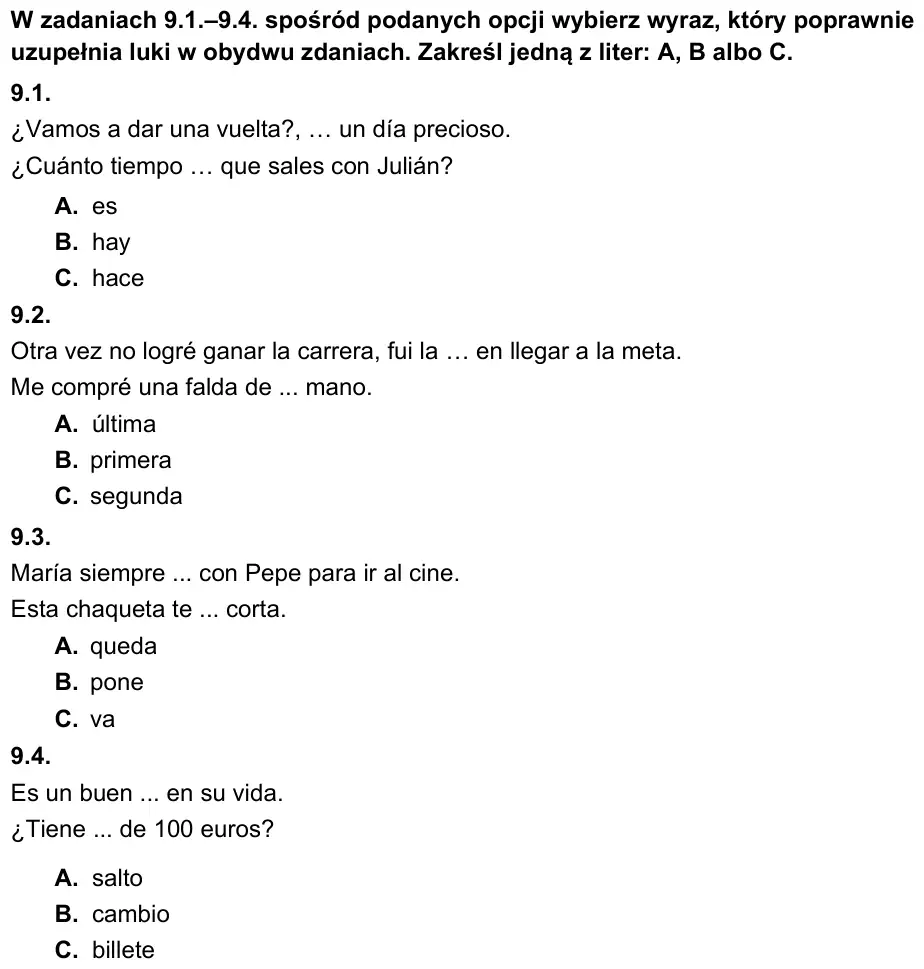 W zadaniach 9.1.–9.4. spośród podanych opcji wybierz wyraz, który poprawnie
uzupełnia luki w obydwu zdaniach. Zakreśl jedną z liter: A, B albo C.
9.1.
¿Vamos a dar una vuelta?, … un día precioso.
¿Cuánto tiempo … que sales con Julián?
A. es
B. hay
C. hace
9.2.
Otra vez no logré ganar la carrera, fui la … en llegar a la meta.
Me compré una falda de ... mano.
A. última
B. primera
C. segunda
9.3.
María siempre ... con Pepe para ir al cine.
Esta chaqueta te ... corta.
A. queda
B. pone
C. va
9.4.
Es un buen ... en su vida.
¿Tiene ... de 100 euros?
A. salto
B. cambio
C. billete